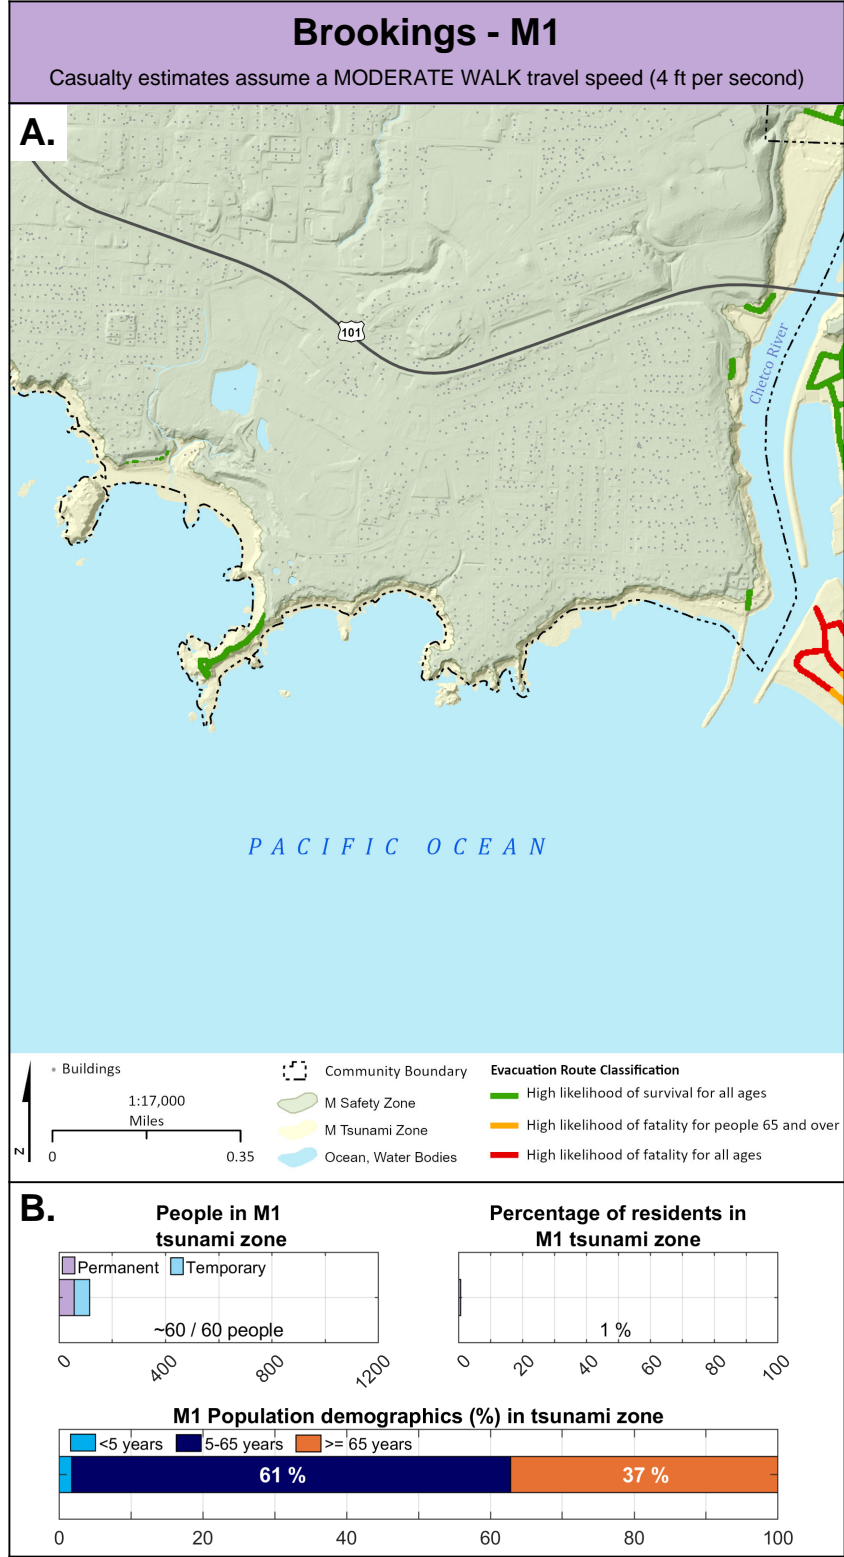 Brookings - M1
Casualty estimates assume a MODERATE WALK travel speed (4 ft per second)
A.
101
Chetco River
PACIFIC OCEAN
Buildings
1:17,000
Miles
0 0.35
Z
Community Boundary
M Safety Zone
M Tsunami Zone
Ocean, Water Bodies
Evacuation Route Classification
High likelihood of survival for all ages
High likelihood of fatality for people 65 and over
High likelihood of fatality for all ages
B.
People in M1
tsunami zone
Permanent Temporary
~60 / 60 people
0 400 800 1200
Percentage of residents in
M1 tsunami zone
1 %
0 20 40 60 80 100
M1 Population demographics (%) in tsunami zone
<5 years 5-65 years >= 65 years
61 % 37 %
0 20 40 60 80 100